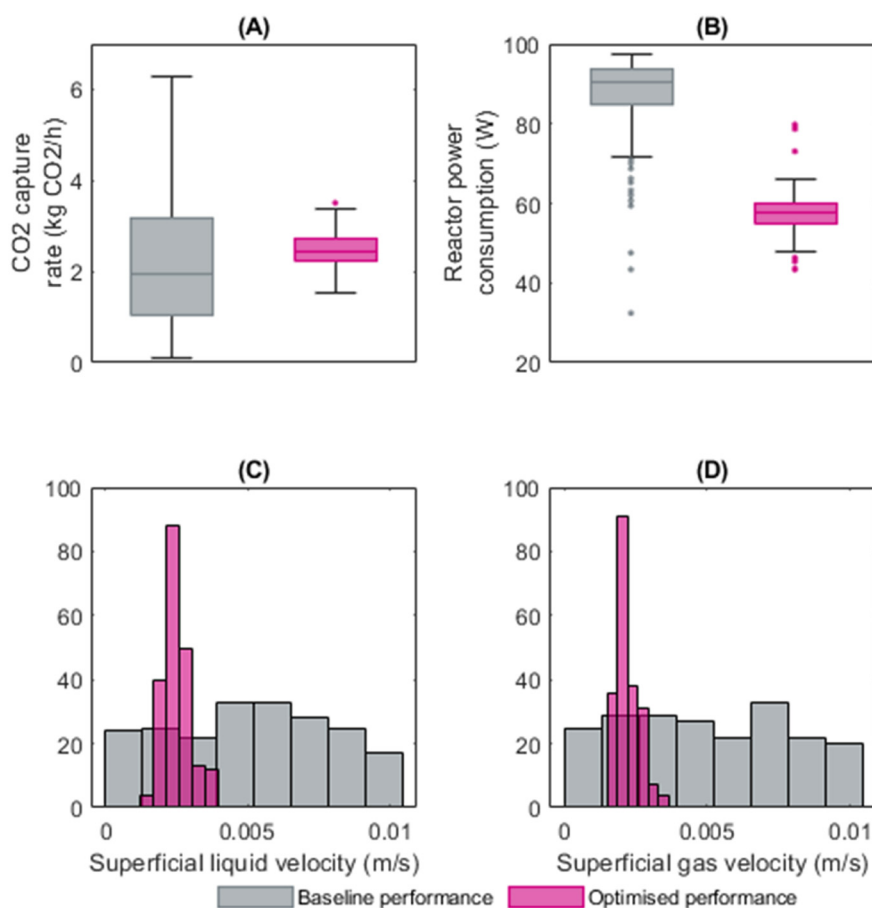 (A)
CO2 capture
rate (kg CO2/h)
6
4
2
0
(B)
Reactor power
consumption (W)
100
80
60
40
20
(C)
100
80
60
40
20
0
0 0.005 0.01
Superficial liquid velocity (m/s)
(D)
100
80
60
40
20
0
0 0.005 0.01
Superficial gas velocity (m/s)
Baseline performance Optimised performance